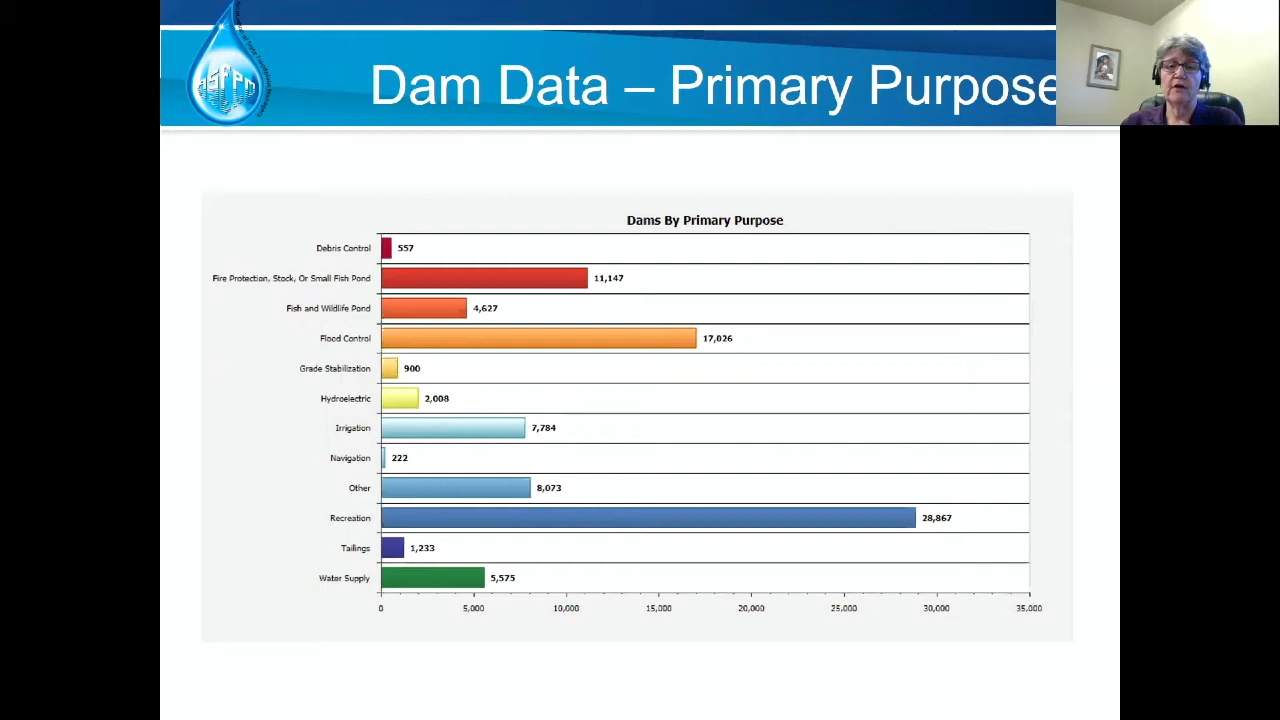 Dam Data – Primary Purpose
asfpm
Dams By Primary Purpose
Debris Control 557
Fire Protection, Stock, Or Small Fish Pond 11,147
Fish and Wildlife Pond 4,627
Flood Control 17,026
Grade Stabilization 900
Hydroelectric 2,008
Irrigation 7,784
Navigation 222
Other 8,073
Recreation 28,867
Tailings 1,233
Water Supply 5,575
0 5,000 10,000 15,000 20,000 25,000 30,000 35,000